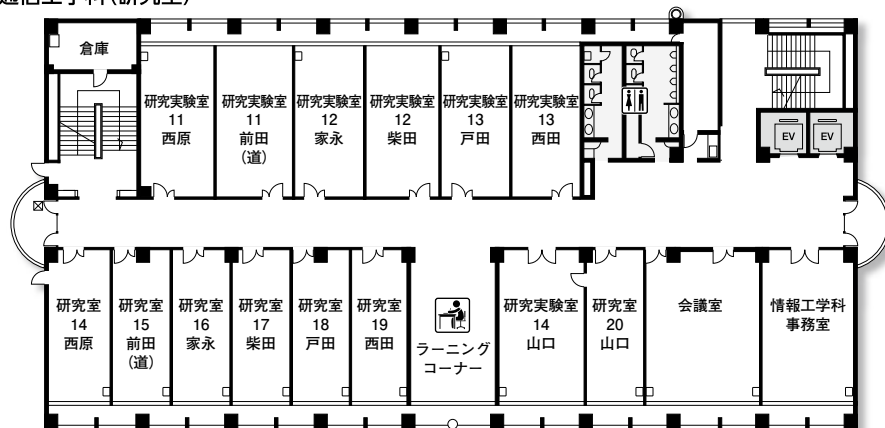 倉庫
研究実験室
11
西原
研究実験室
11
前田
(道)
研究実験室
12
家永
研究実験室
12
柴田
研究実験室
13
戸田
研究実験室
13
西田
EV
EV
研究室
14
西原
研究室
15
前田
(道)
研究室
16
家永
研究室
17
柴田
研究室
18
戸田
研究室
19
西田
ラーニング
コーナー
研究実験室
14
山口
研究室
20
山口
会議室
情報工学科
事務室